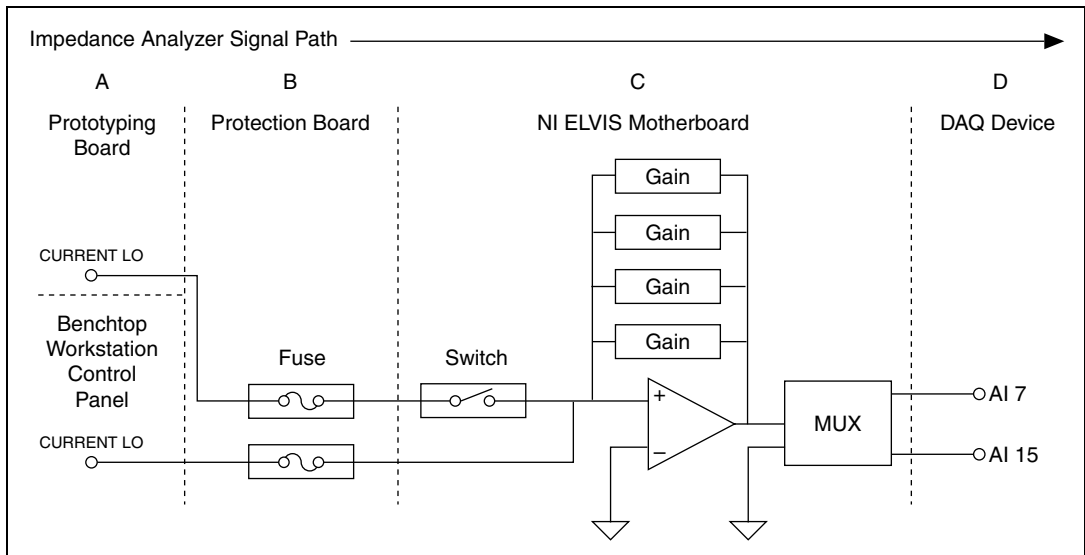 Impedance Analyzer Signal Path
A
B
C
D
Prototyping
Board
Protection Board
NI ELVIS Motherboard
DAQ Device
Gain
Gain
Gain
Gain
CURRENT LO
Benchtop
Workstation
Control
Panel
Fuse
Switch
CURRENT LO
+
−
MUX
AI 7
AI 15